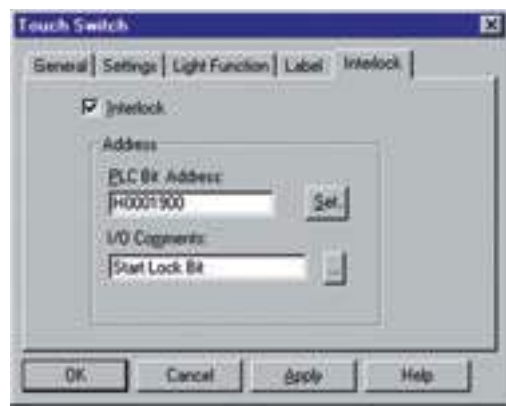 Touch Switch
General Settings Light Function Label Interlock
Interlock
Address
PLC Bit Address
H0001900
Set
I/O Comments
Start Lock Bit
...
OK Cancel Apply Help